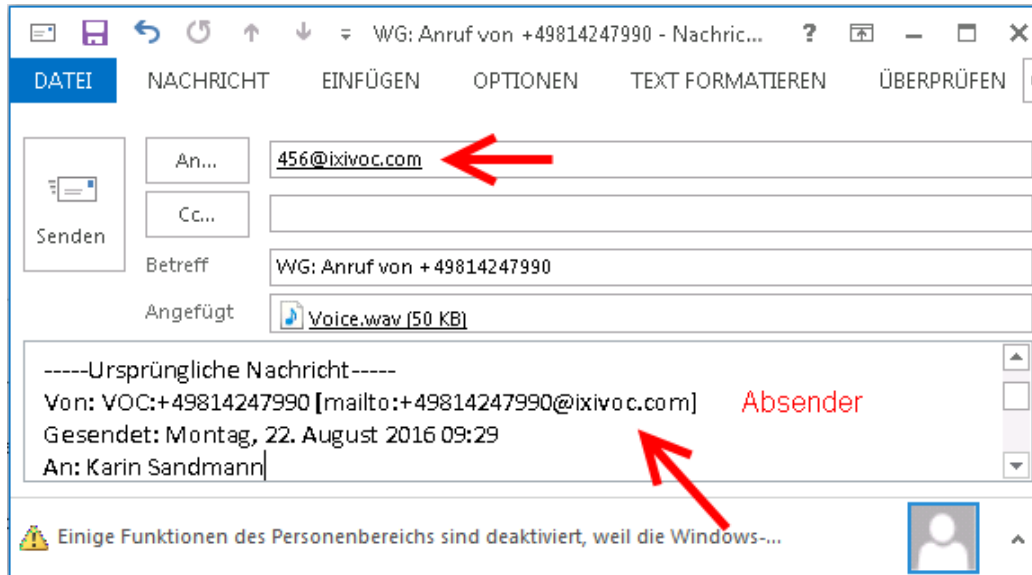 WG: Anruf von +49814247990 - Nachric... ?
DATEI NACHRICHT EINFÜGEN OPTIONEN TEXT FORMATIEREN ÜBERPRÜFEN
An... 456@ixivoc.com
Cc...
Senden
Betreff WG: Anruf von +49814247990
Angefügt Voice.wav (50 KB)
-----Ursprüngliche Nachricht-----
Von: VOC:+49814247990 [mailto:+49814247990@ixivoc.com] Absender
Gesendet: Montag, 22. August 2016 09:29
An: Karin Sandmann
Einige Funktionen des Personenbereichs sind deaktiviert, weil die Windows-...